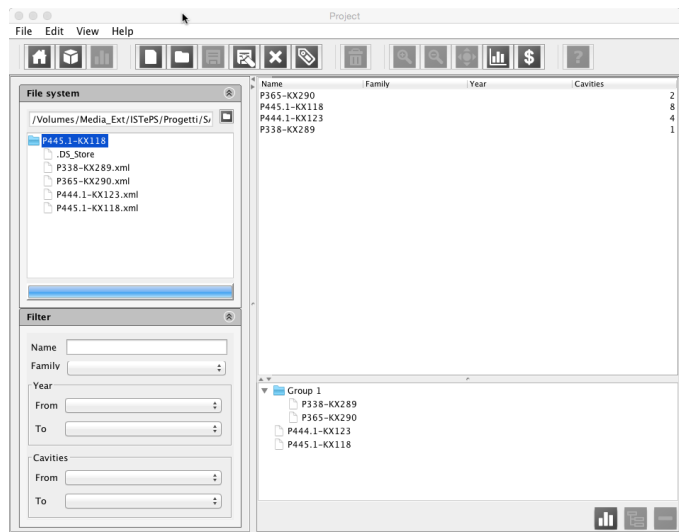 Project
File Edit View Help
$ ?
File system
/Volumes/Media_Ext/ISTePS/Progetti/S
P445.1-KX118
.DS_Store
P338-KX289.xml
P365-KX290.xml
P444.1-KX123.xml
P445.1-KX118.xml
Filter
Name
Family
Year
From
To
Cavities
From
To
Name Family Year Cavities
P365-KX290 2
P445.1-KX118 8
P444.1-KX123 4
P338-KX289 1
Group 1
P338-KX289
P365-KX290
P444.1-KX123
P445.1-KX118